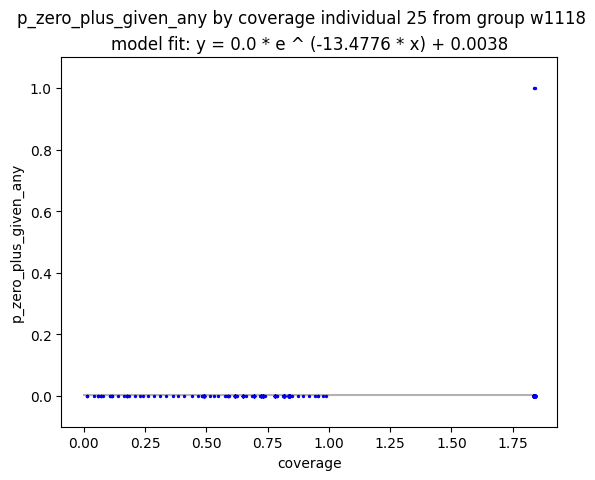 p_zero_plus_given_any by coverage individual 25 from group w1118
model fit: y = 0.0 * e ^ (-13.4776 * x) + 0.0038
1.0
0.8
0.6
0.4
0.2
0.0
p_zero_plus_given_any
0.00 0.25 0.50 0.75 1.00 1.25 1.50 1.75
coverage